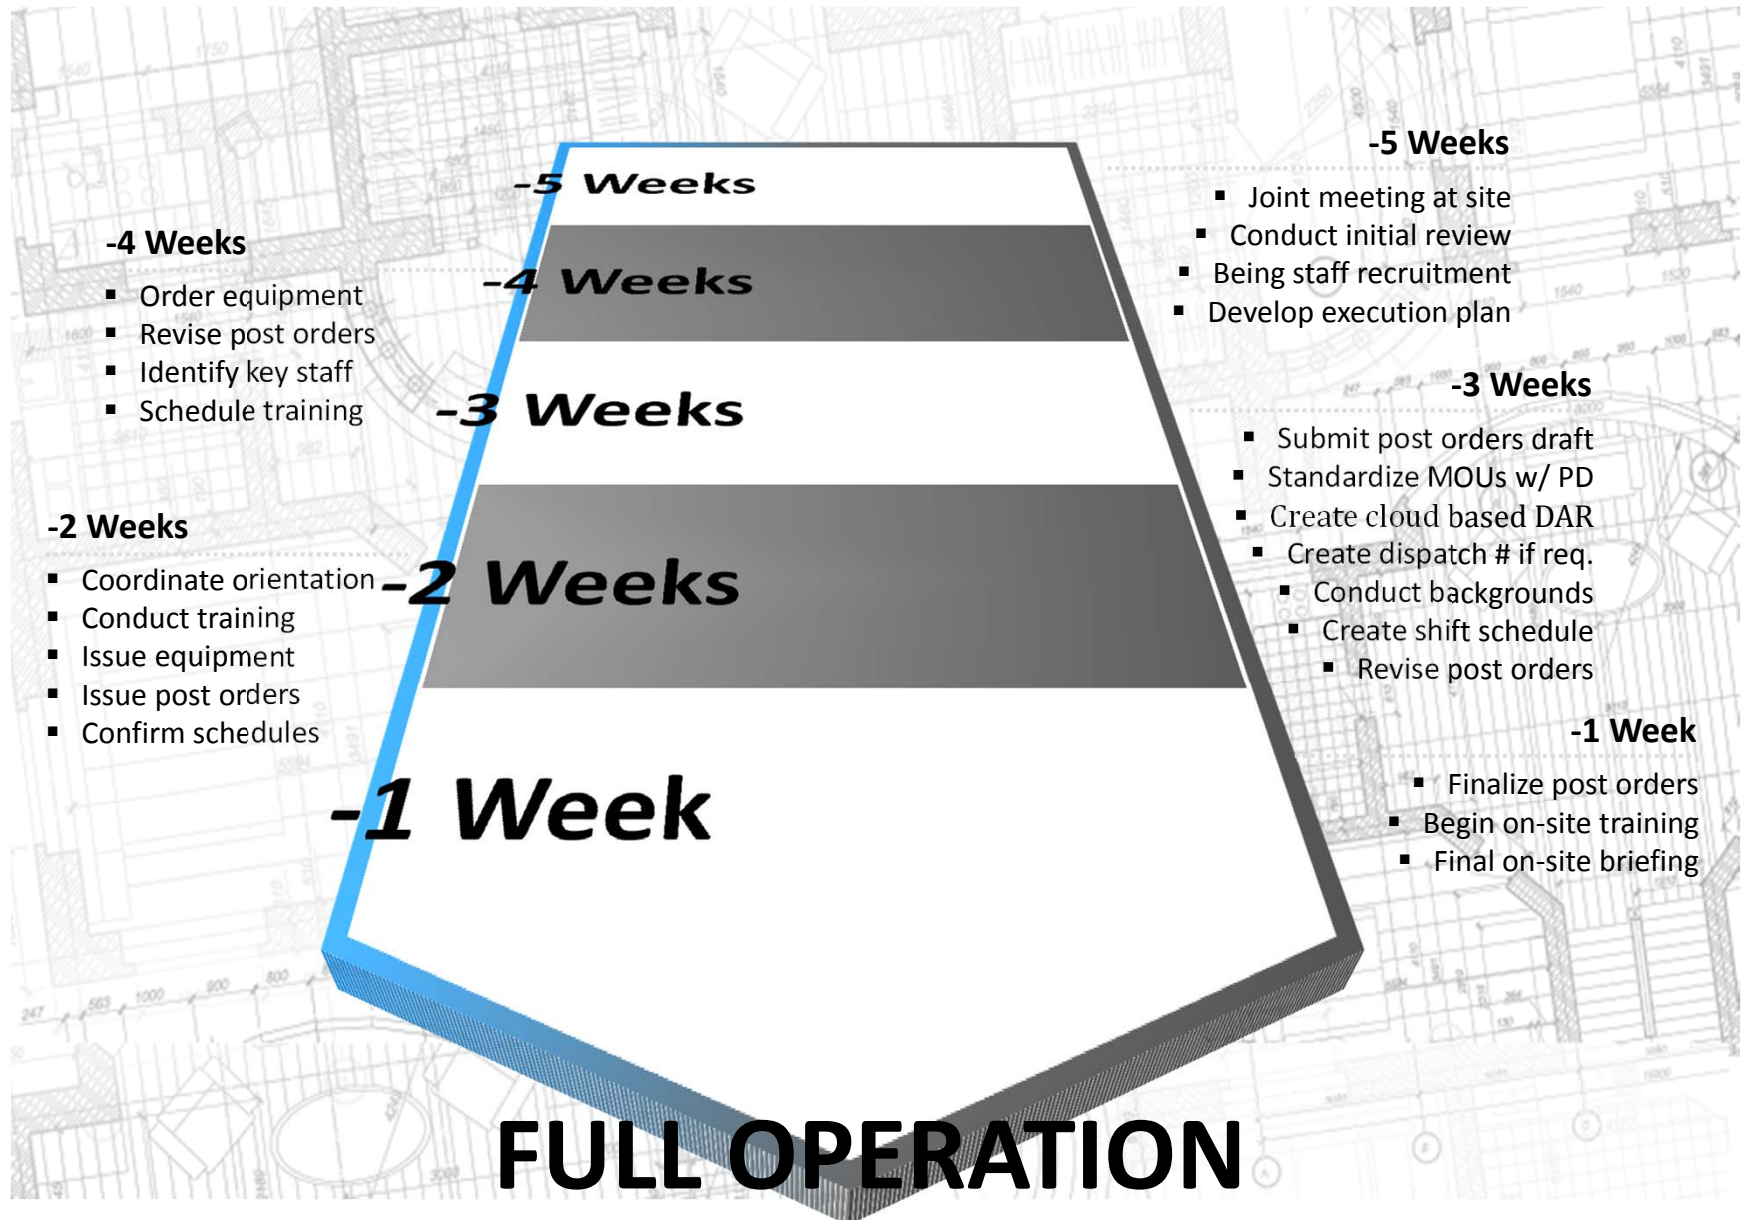 -5 Weeks
Joint meeting at site
Conduct initial review
Being staff recruitment
Develop execution plan
-4 Weeks
Order equipment
Revise post orders
Identify key staff
Schedule training
-3 Weeks
Submit post orders draft
Standardize MOUs w/ PD
Create cloud based DAR
Create dispatch # if req.
Conduct backgrounds
Create shift schedule
Revise post orders
-2 Weeks
Coordinate orientation
Conduct training
Issue equipment
Issue post orders
Confirm schedules
-1 Week
Finalize post orders
Begin on-site training
Final on-site briefing
-5 Weeks
-4 Weeks
-3 Weeks
-2 Weeks
-1 Week
FULL OPERATION